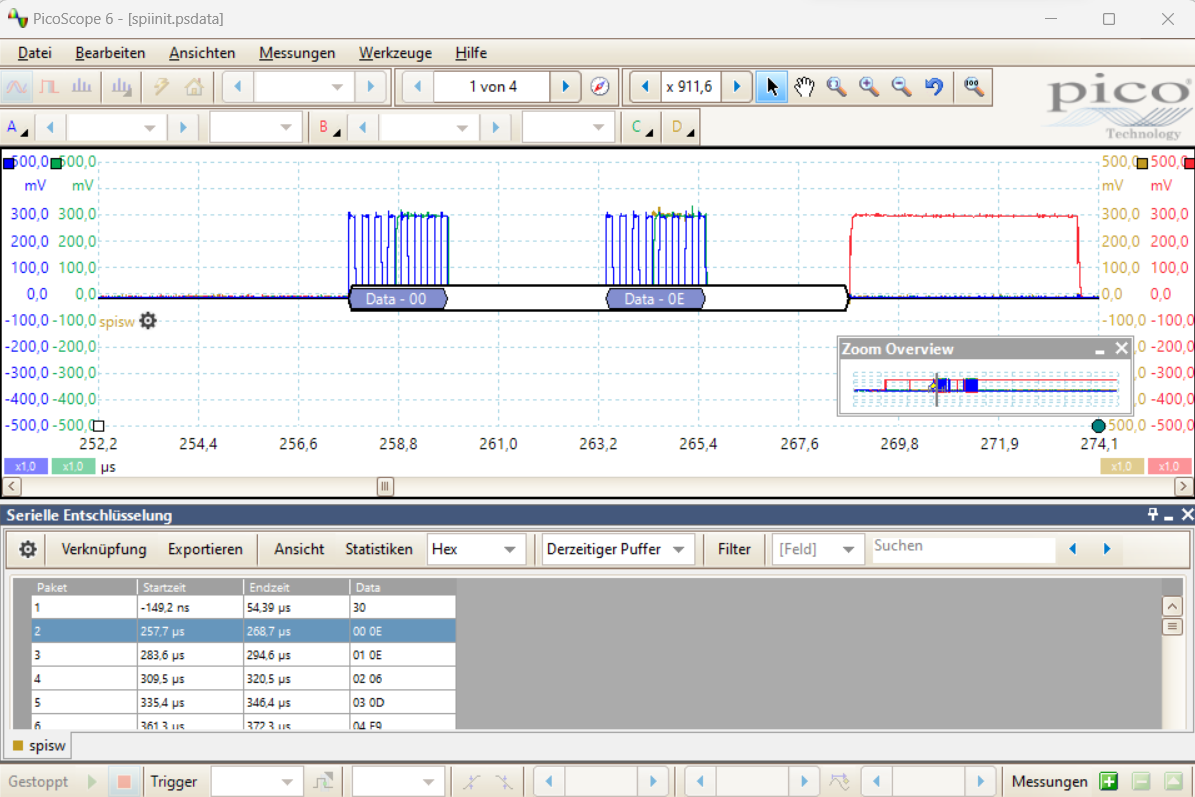 PicoScope 6 - [spiinit.psdata]
Datei Bearbeiten Ansichten Messungen Werkzeuge Hilfe
1 von 4 x 911,6
pico
Technology
A B C D
500,0 500,0 500,0 500,0
mV mV mV mV
300,0 300,0 300,0 300,0
200,0 200,0 200,0 200,0
100,0 100,0 100,0 100,0
0,0 0,0 Data - 00 Data - 0E 0,0 0,0
-100,0 -100,0 spisw -100,0 -100,0
-200,0 -200,0 Zoom Overview -200,0
-300,0 -300,0 -300,0
-400,0 -400,0 -400,0
-500,0 -500,0 -500,0 -500,0
252,2 254,4 256,6 258,8 261,0 263,2 265,4 267,6 269,8 271,9 274,1
x1,0 x1,0 µs x1,0 x1,0
Serielle Entschlüsselung
Verknüpfung Exportieren Ansicht Statistiken Hex Derzeitiger Puffer Filter [Feld] Suchen
Paket Startzeit Endzeit Data
1 -149,2 ns 54,39 µs 30
2 257,7 µs 268,7 µs 00 0E
3 283,6 µs 294,6 µs 01 0E
4 309,5 µs 320,5 µs 02 06
5 335,4 µs 346,4 µs 03 0D
6 361,3 µs 372,3 µs 04 F9
spisw
Gestoppt Trigger Messungen